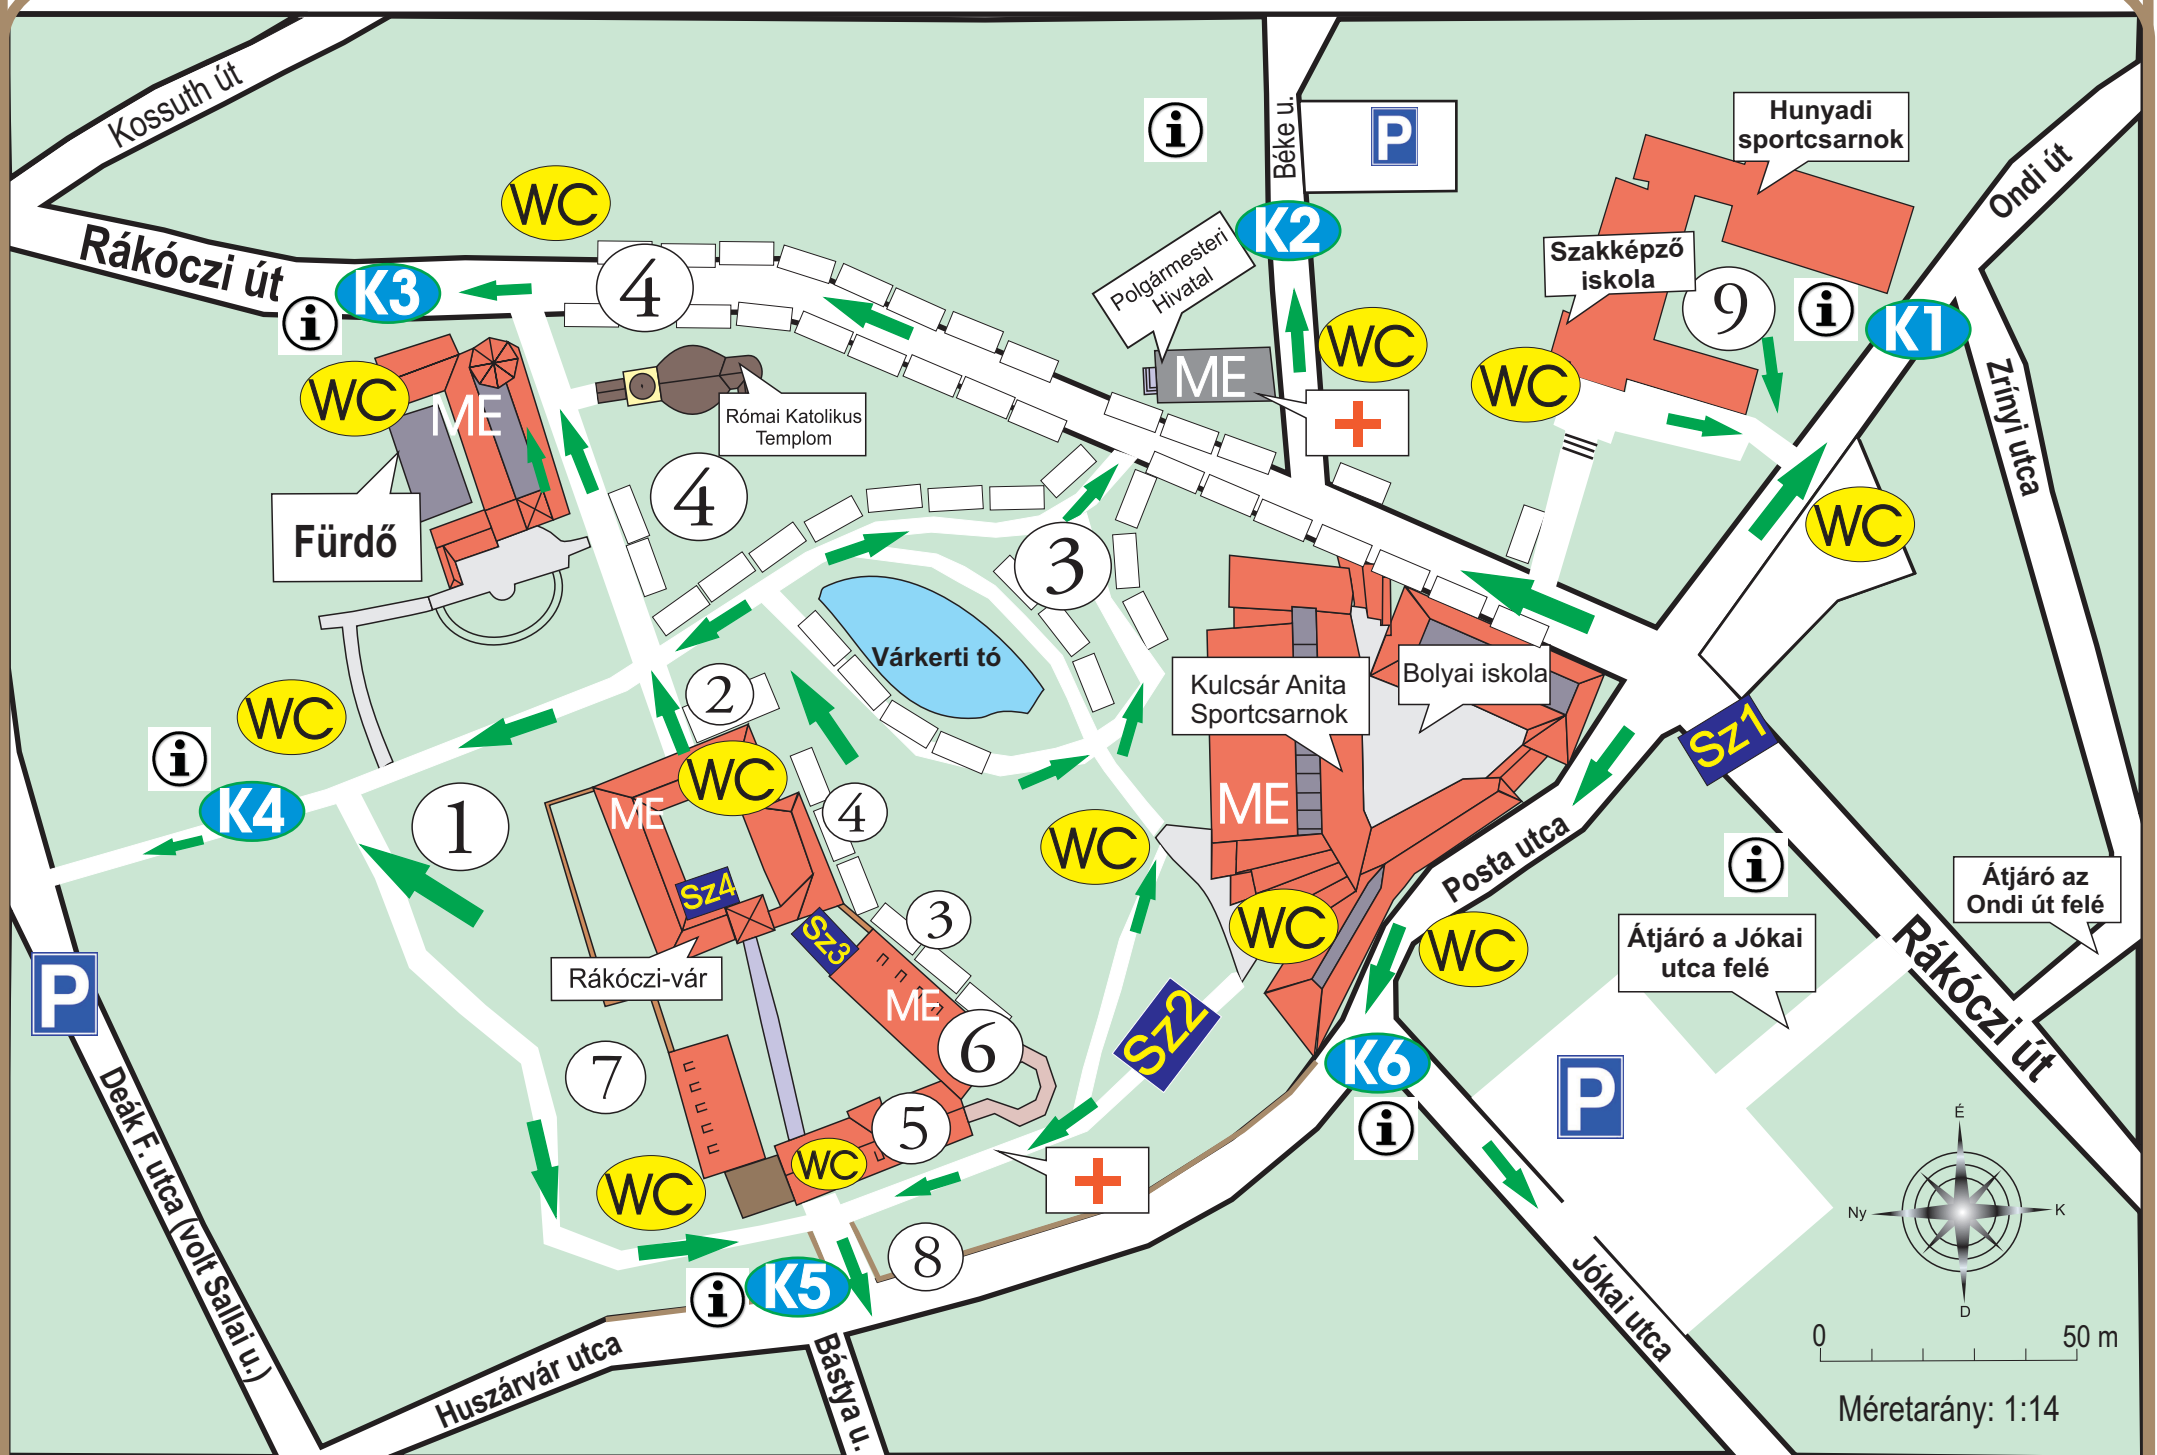 Kossuth út
Béke u.
P
Hunyadi
sportcsarnok
i
Ondi út
WC
Rákóczi út
K3
i
4
K2
Polgármesteri
Hivatal
Szakképző
iskola
9
i
K1
WC
ME
Római Katolikus
Templom
ME
WC
WC
Zrínyi utca
Fürdő
4
3
WC
Várkerti tó
2
Kulcsár Anita
Sportcsarnok
Bolyai iskola
WC
i
K4
1
ME
WC
4
WC
ME
Sz1
Posta utca
i
Átjáró az
Ondi út felé
Sz4
Sz3
3
WC
WC
Átjáró a Jókai
utca felé
Rákóczi út
P
Rákóczi-vár
ME
6
Sz2
K6
i
P
7
5
WC
WC
Deák F. utca (volt Sallai u.)
8
i
K5
Huszárvár utca
Bástya u.
Jókai utca
É
Ny
K
D
0
50 m
Méretarány: 1:14